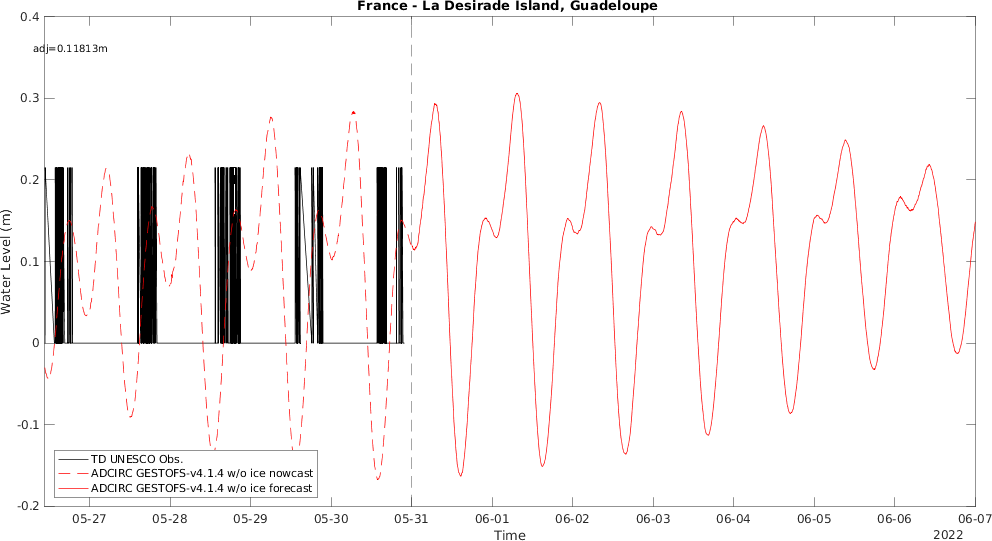 France - La Desirade Island, Guadeloupe
adj=0.11813m
0.4
0.3
0.2
0.1
0
-0.1
-0.2
Water Level (m)
TD UNESCO Obs.
ADCIRC GESTOFS-v4.1.4 w/o ice nowcast
ADCIRC GESTOFS-v4.1.4 w/o ice forecast
05-27 05-28 05-29 05-30 05-31 06-01 06-02 06-03 06-04 06-05 06-06 06-07
Time
2022